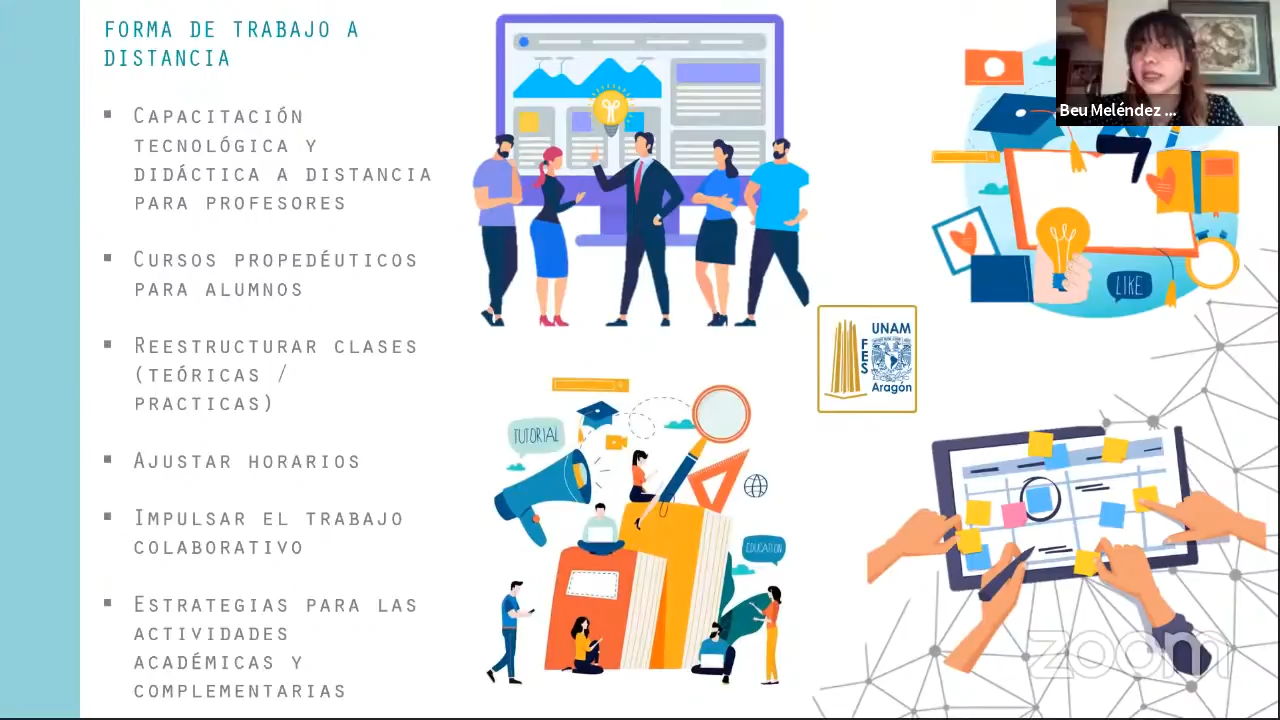 FORMA DE TRABAJO A
DISTANCIA
▪ CAPACITACIÓN
TECNOLÓGICA Y
DIDÁCTICA A DISTANCIA
PARA PROFESORES
▪ CURSOS PROPEDÉUTICOS
PARA ALUMNOS
▪ REESTRUCTURAR CLASES
(TEÓRICAS /
PRACTICAS)
▪ AJUSTAR HORARIOS
▪ IMPULSAR EL TRABAJO
COLABORATIVO
▪ ESTRATEGIAS PARA LAS
ACTIVIDADES
ACADÉMICAS Y
COMPLEMENTARIAS
Beu Meléndez ...
LIKE
UNAM
FES
Aragón
TUTORIAL
EDUCATION
zoom